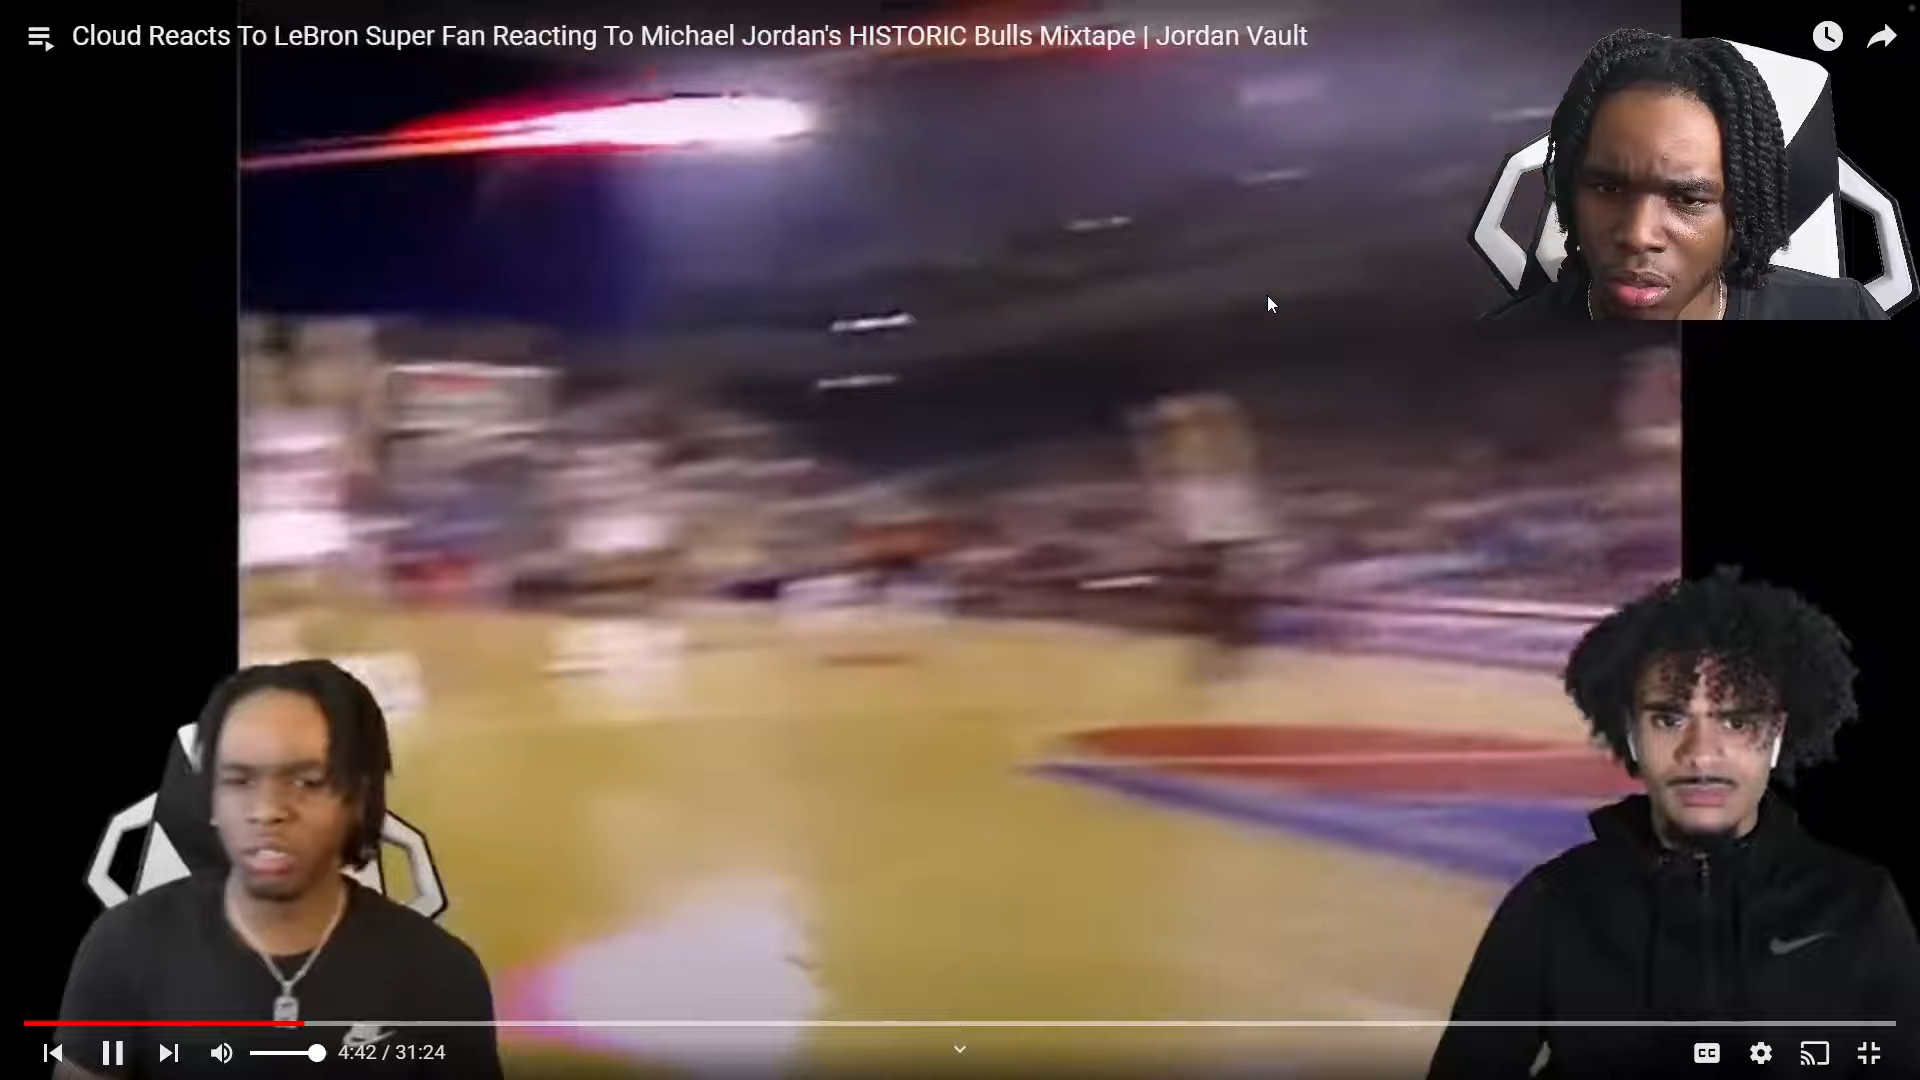 Cloud Reacts To LeBron Super Fan Reacting To Michael Jordan's HISTORIC Bulls Mixtape | Jordan Vault
4:42 / 31:24
CC